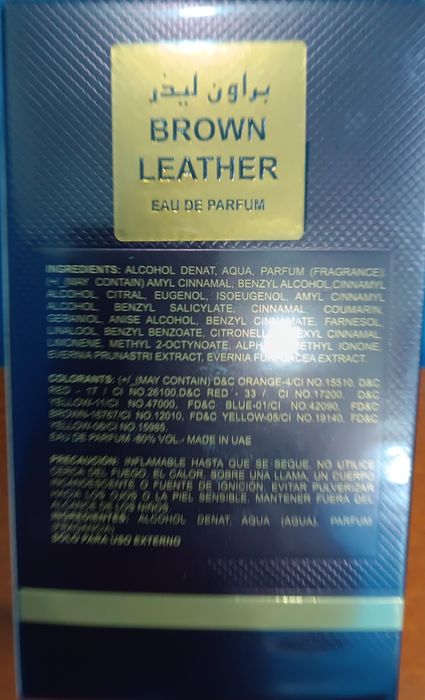 براون ليذر
BROWN
LEATHER
EAU DE PARFUM
INGREDIENTS: ALCOHOL DENAT, AQUA, PARFUM (FRAGRANCE),
(+/_(MAY CONTAIN) AMYL CINNAMAL, BENZYL ALCOHOL,CINNAMYL
ALCOHOL, CITRAL, EUGENOL, ISOEUGENOL, AMYL CINNAMYL
ALCOHOL BENZYL SALICYLATE, CINNAMAL, COUMARIN,
GERANIOL, ANISE ALCOHOL, BENZYL CINNAMATE, FARNESOL,
LINALOOL, BENZYL BENZOATE, CITRONELLOL, HEXYL CINNAMAL,
LIMONENE, METHYL 2-OCTYNOATE, ALPHA METHYL IONONE
EVERNIA PRUNASTRI EXTRACT, EVERNIA FURFURACEA EXTRACT
COLORANTS: (+/_(MAY CONTAIN) D&C ORANGE-4/CI NO.15510, D&C
RED - 17 / CI NO.26100,D&C RED - 33 / CI NO.17200, D&C
YELLOW-11/CI NO.47000, FD&C BLUE-01/CI NO.42090, FD&C
BROWN-16767/CI NO.12010, FD&C YELLOW-05/CI NO.19140, FD&C
YELLOW-06/CI NO 15985.
EAU DE PARFUM -80% VOL.- MADE IN UAE
PRECAUCION: INFLAMABLE HASTA QUE SE SEQUE. NO UTILICE
CERCA DEL FUEGO, EL CALOR, SOBRE UNA LLAMA, UN CUERPO
INCANDESCENTE O FUENTE DE IGNICION. EVITAR PULVERIZAR
HACIA LOS OJOS O LA PIEL SENSIBLE. MANTENER FUERA DEL
ALCANCE DE LOS NIÑOS
INGREDIENTES: ALCOHOL DENAT, AQUA (AGUA), PARFUM
(FRAGANCIA)
SOLO PARA USO EXTERNO